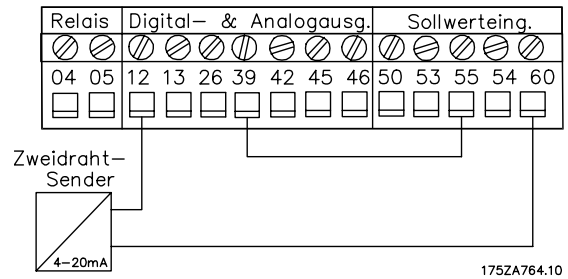 Relais Digital- & Analogausg. Sollwerteing.
04 05 12 13 26 39 42 45 46 50 53 55 54 60
Zweidraht-
Sender
4-20mA
175ZA764.10